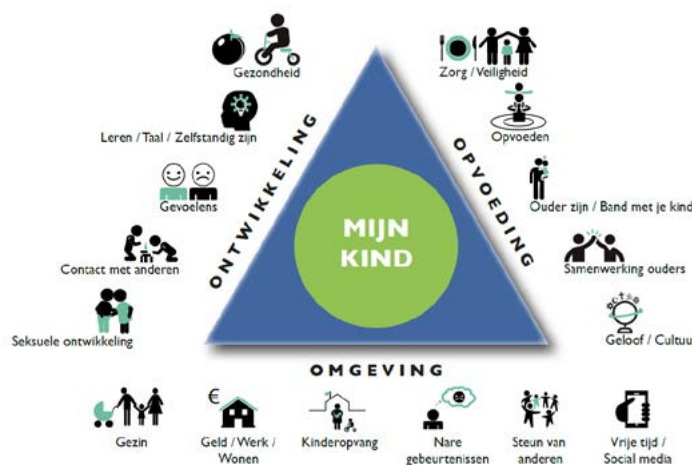 Gezondheid
Leren / Taal / Zelfstandig zijn
Gevoelens
Contact met anderen
Seksuele ontwikkeling
ONTWIKKELING
MIJN
KIND
OPVOEDING
Zorg / Veiligheid
Opvoeden
Ouder zijn / Band met je kind
Samenwerking ouders
Geloof / Cultuu
OMGEVING
€
Gezin
Geld / Werk /
Wonen
Kinderopvang
Nare
gebeurtenissen
Steun van
anderen
Vrije tijd /
Social media